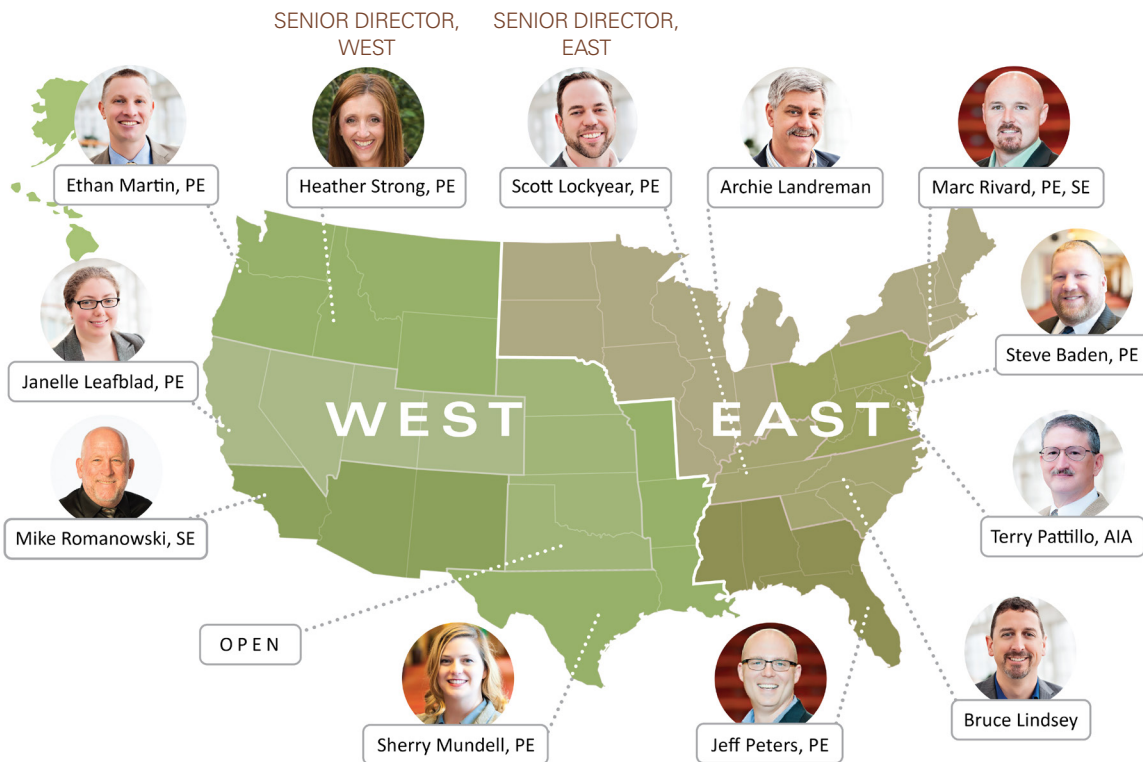 SENIOR DIRECTOR,
WEST
SENIOR DIRECTOR,
EAST
Ethan Martin, PE
Heather Strong, PE
Scott Lockyear, PE
Archie Landreman
Marc Rivard, PE, SE
Janelle Leafblad, PE
Steve Baden, PE
WEST
EAST
Mike Romanowski, SE
Terry Pattillo, AIA
OPEN
Sherry Mundell, PE
Jeff Peters, PE
Bruce Lindsey